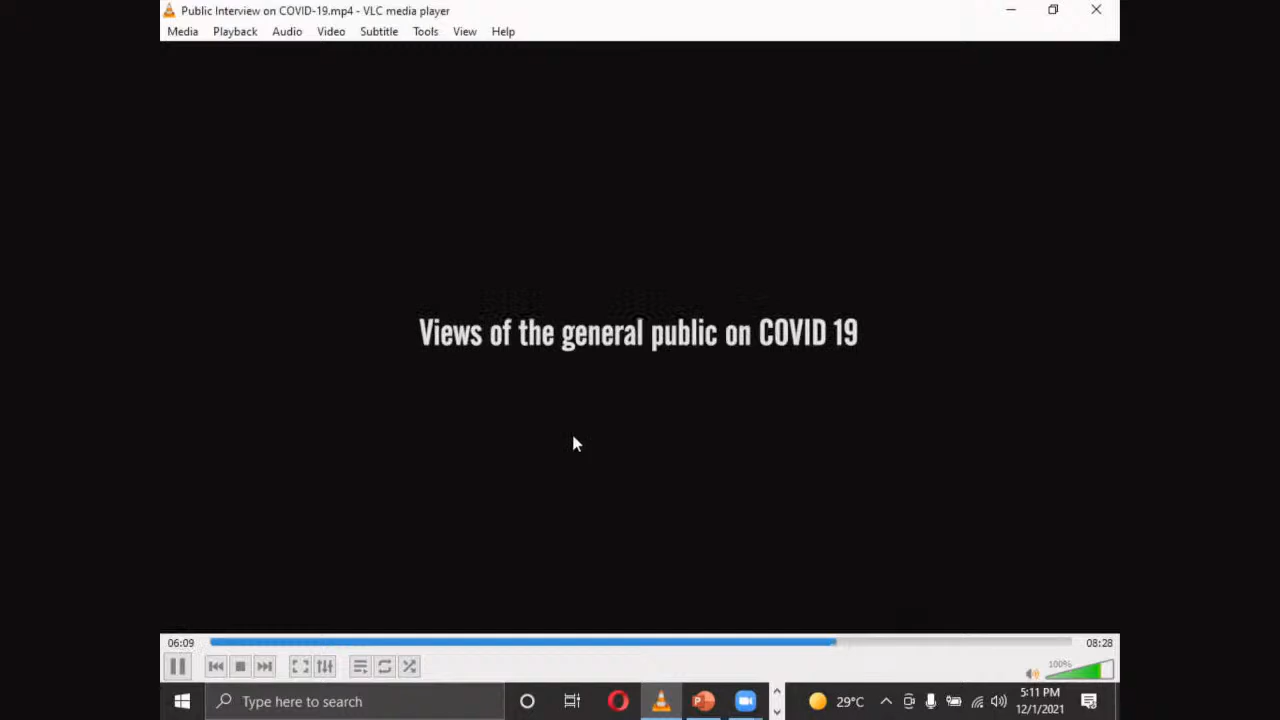 Public Interview on COVID-19.mp4 - VLC media player
Media Playback Audio Video Subtitle Tools View Help
Views of the general public on COVID 19
06:09 08:28
100%
Type here to search
29°C
5:11 PM
12/1/2021